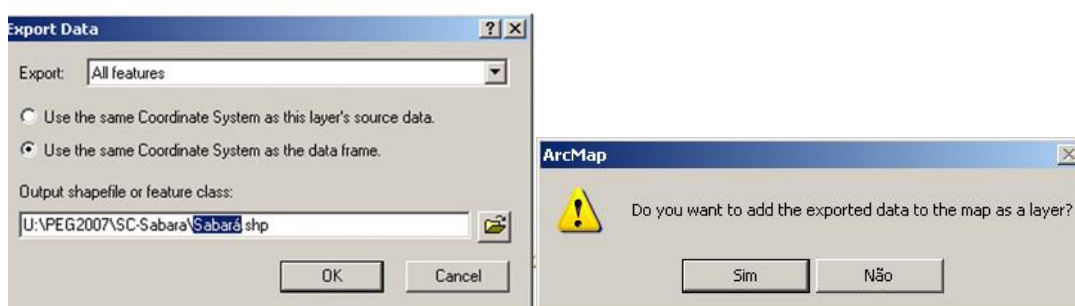 Export Data
Export: All features
Use the same Coordinate System as this layer's source data.
Use the same Coordinate System as the data frame.
Output shapefile or feature class:
U:\PEG2007\SC-Sabara\Sabará.shp
OK Cancel
ArcMap
Do you want to add the exported data to the map as a layer?
Sim Não